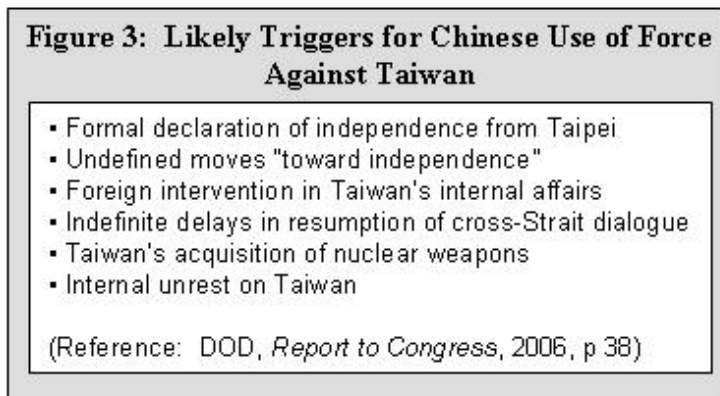 Figure 3:  Likely Triggers for Chinese Use of Force
Against Taiwan
▪ Formal declaration of independence from Taipei
▪ Undefined moves "toward independence"
▪ Foreign intervention in Taiwan's internal affairs
▪ Indefinite delays in resumption of cross-Strait dialogue
▪ Taiwan's acquisition of nuclear weapons
▪ Internal unrest on Taiwan
(Reference:  DOD, Report to Congress, 2006, p 38)